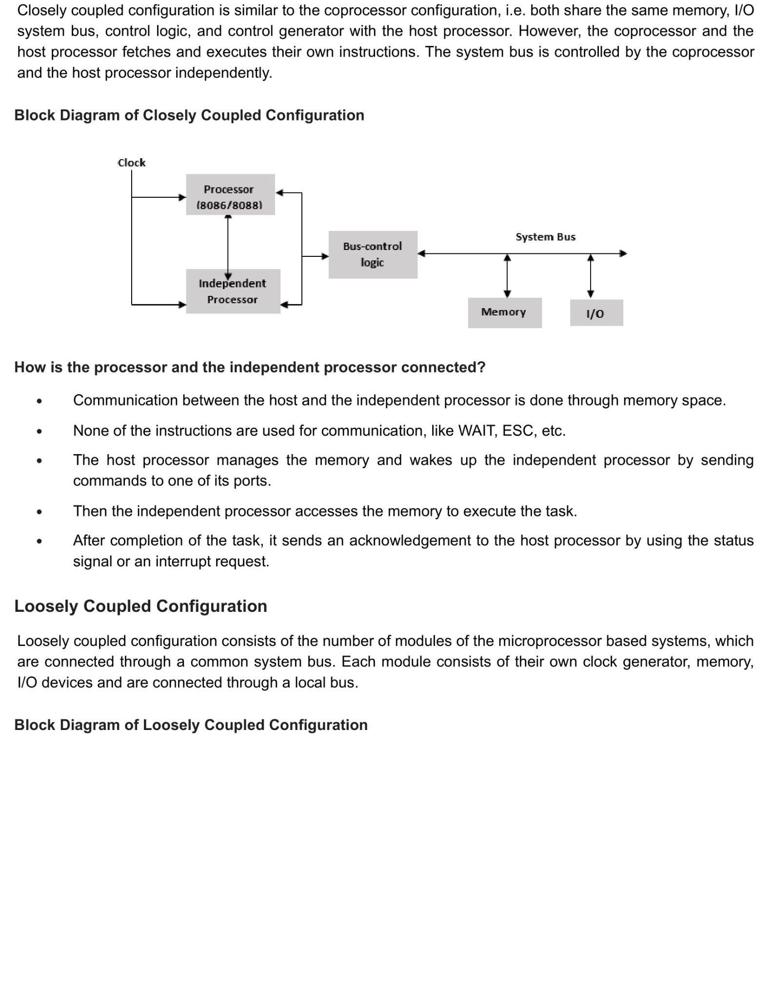 Closely coupled configuration is similar to the coprocessor configuration, i.e. both share the same memory, I/O
system bus, control logic, and control generator with the host processor. However, the coprocessor and the
host processor fetches and executes their own instructions. The system bus is controlled by the coprocessor
and the host processor independently.
Block Diagram of Closely Coupled Configuration
Clock
Processor
(8086/8088)
Bus-control
logic
System Bus
Independent
Processor
Memory
I/O
How is the processor and the independent processor connected?
• Communication between the host and the independent processor is done through memory space.
• None of the instructions are used for communication, like WAIT, ESC, etc.
• The host processor manages the memory and wakes up the independent processor by sending
commands to one of its ports.
• Then the independent processor accesses the memory to execute the task.
• After completion of the task, it sends an acknowledgement to the host processor by using the status
signal or an interrupt request.
Loosely Coupled Configuration
Loosely coupled configuration consists of the number of modules of the microprocessor based systems, which
are connected through a common system bus. Each module consists of their own clock generator, memory,
I/O devices and are connected through a local bus.
Block Diagram of Loosely Coupled Configuration